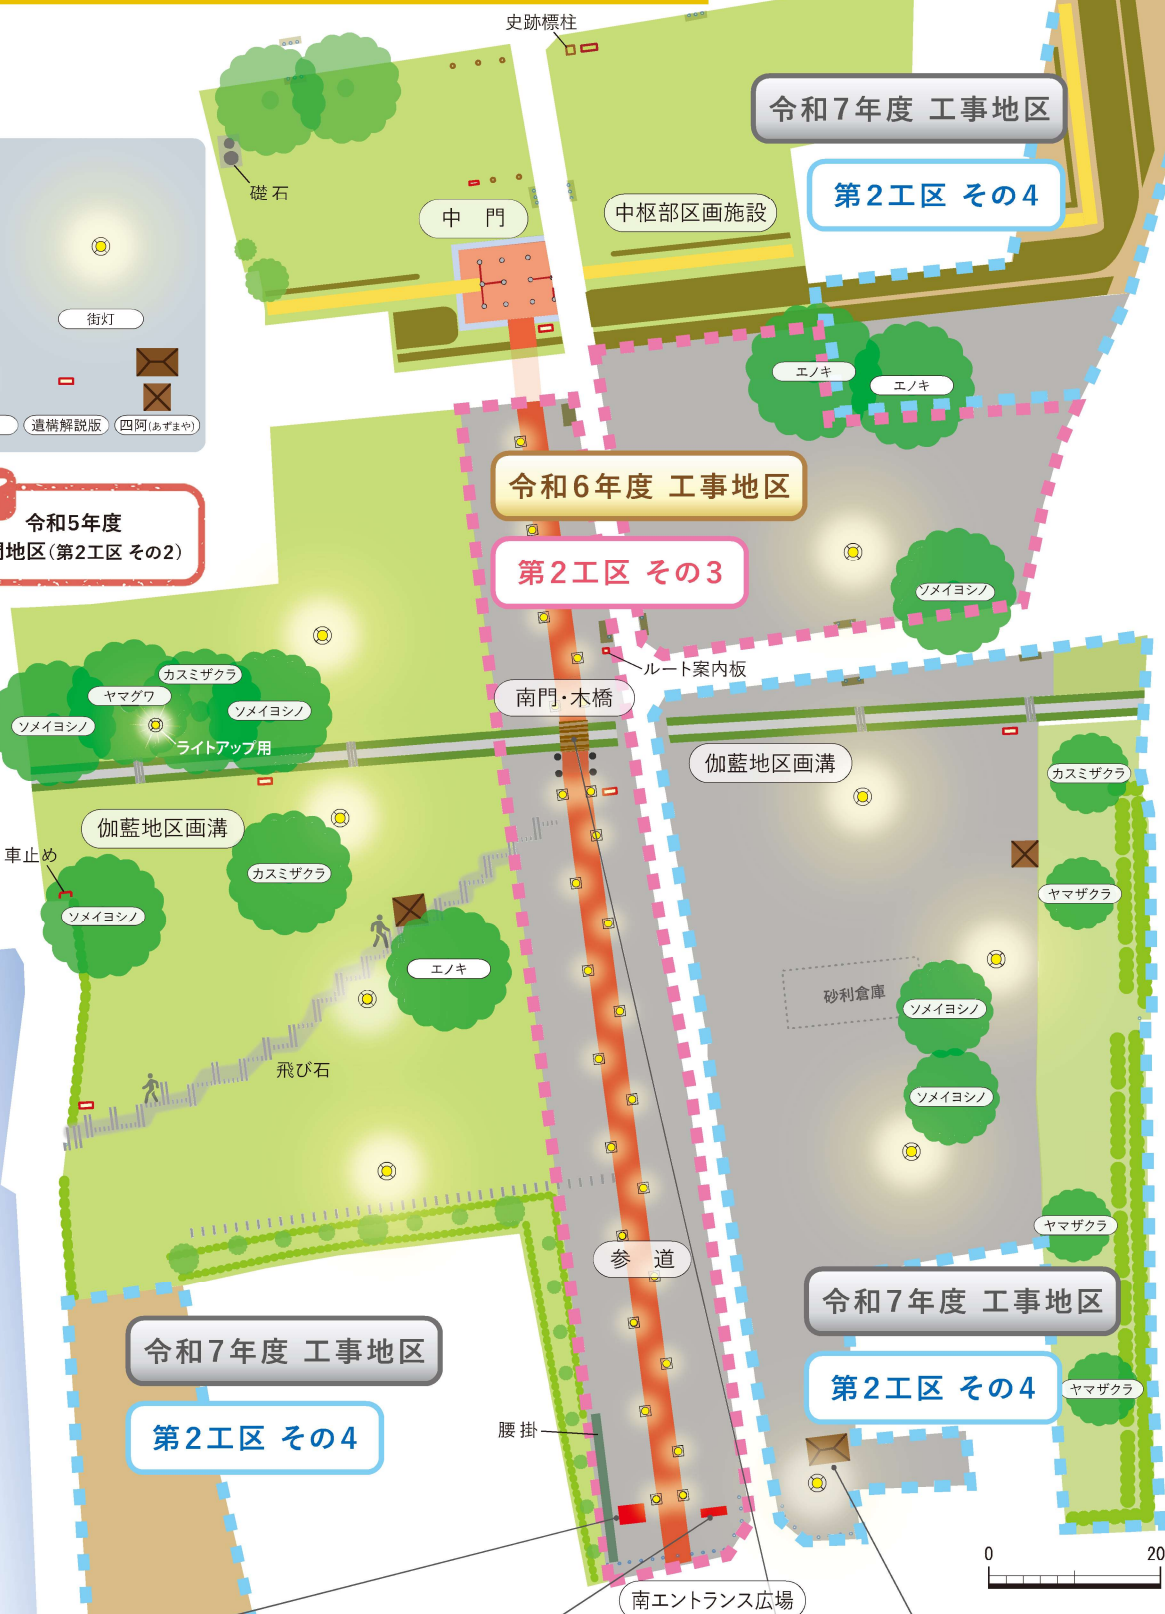 史跡標柱
令和7年度 工事地区
第2工区 その4
礎石
中門
中枢部区画施設
街灯
遺構解説版
四阿(あずまや)
エノキ
エノキ
令和6年度 工事地区
第2工区 その3
令和5年度
地区(第2工区 その2)
ソメイヨシノ
ルート案内板
カスミザクラ
ヤマグワ
ソメイヨシノ
ソメイヨシノ
ライトアップ用
南門・木橋
伽藍地区画溝
カスミザクラ
伽藍地区画溝
車止め
カスミザクラ
ソメイヨシノ
ヤマザクラ
エノキ
砂利倉庫
ソメイヨシノ
飛び石
ソメイヨシノ
ヤマザクラ
参道
令和7年度 工事地区
第2工区 その4
令和7年度 工事地区
第2工区 その4
ヤマザクラ
腰掛
南エントランス広場
0 20